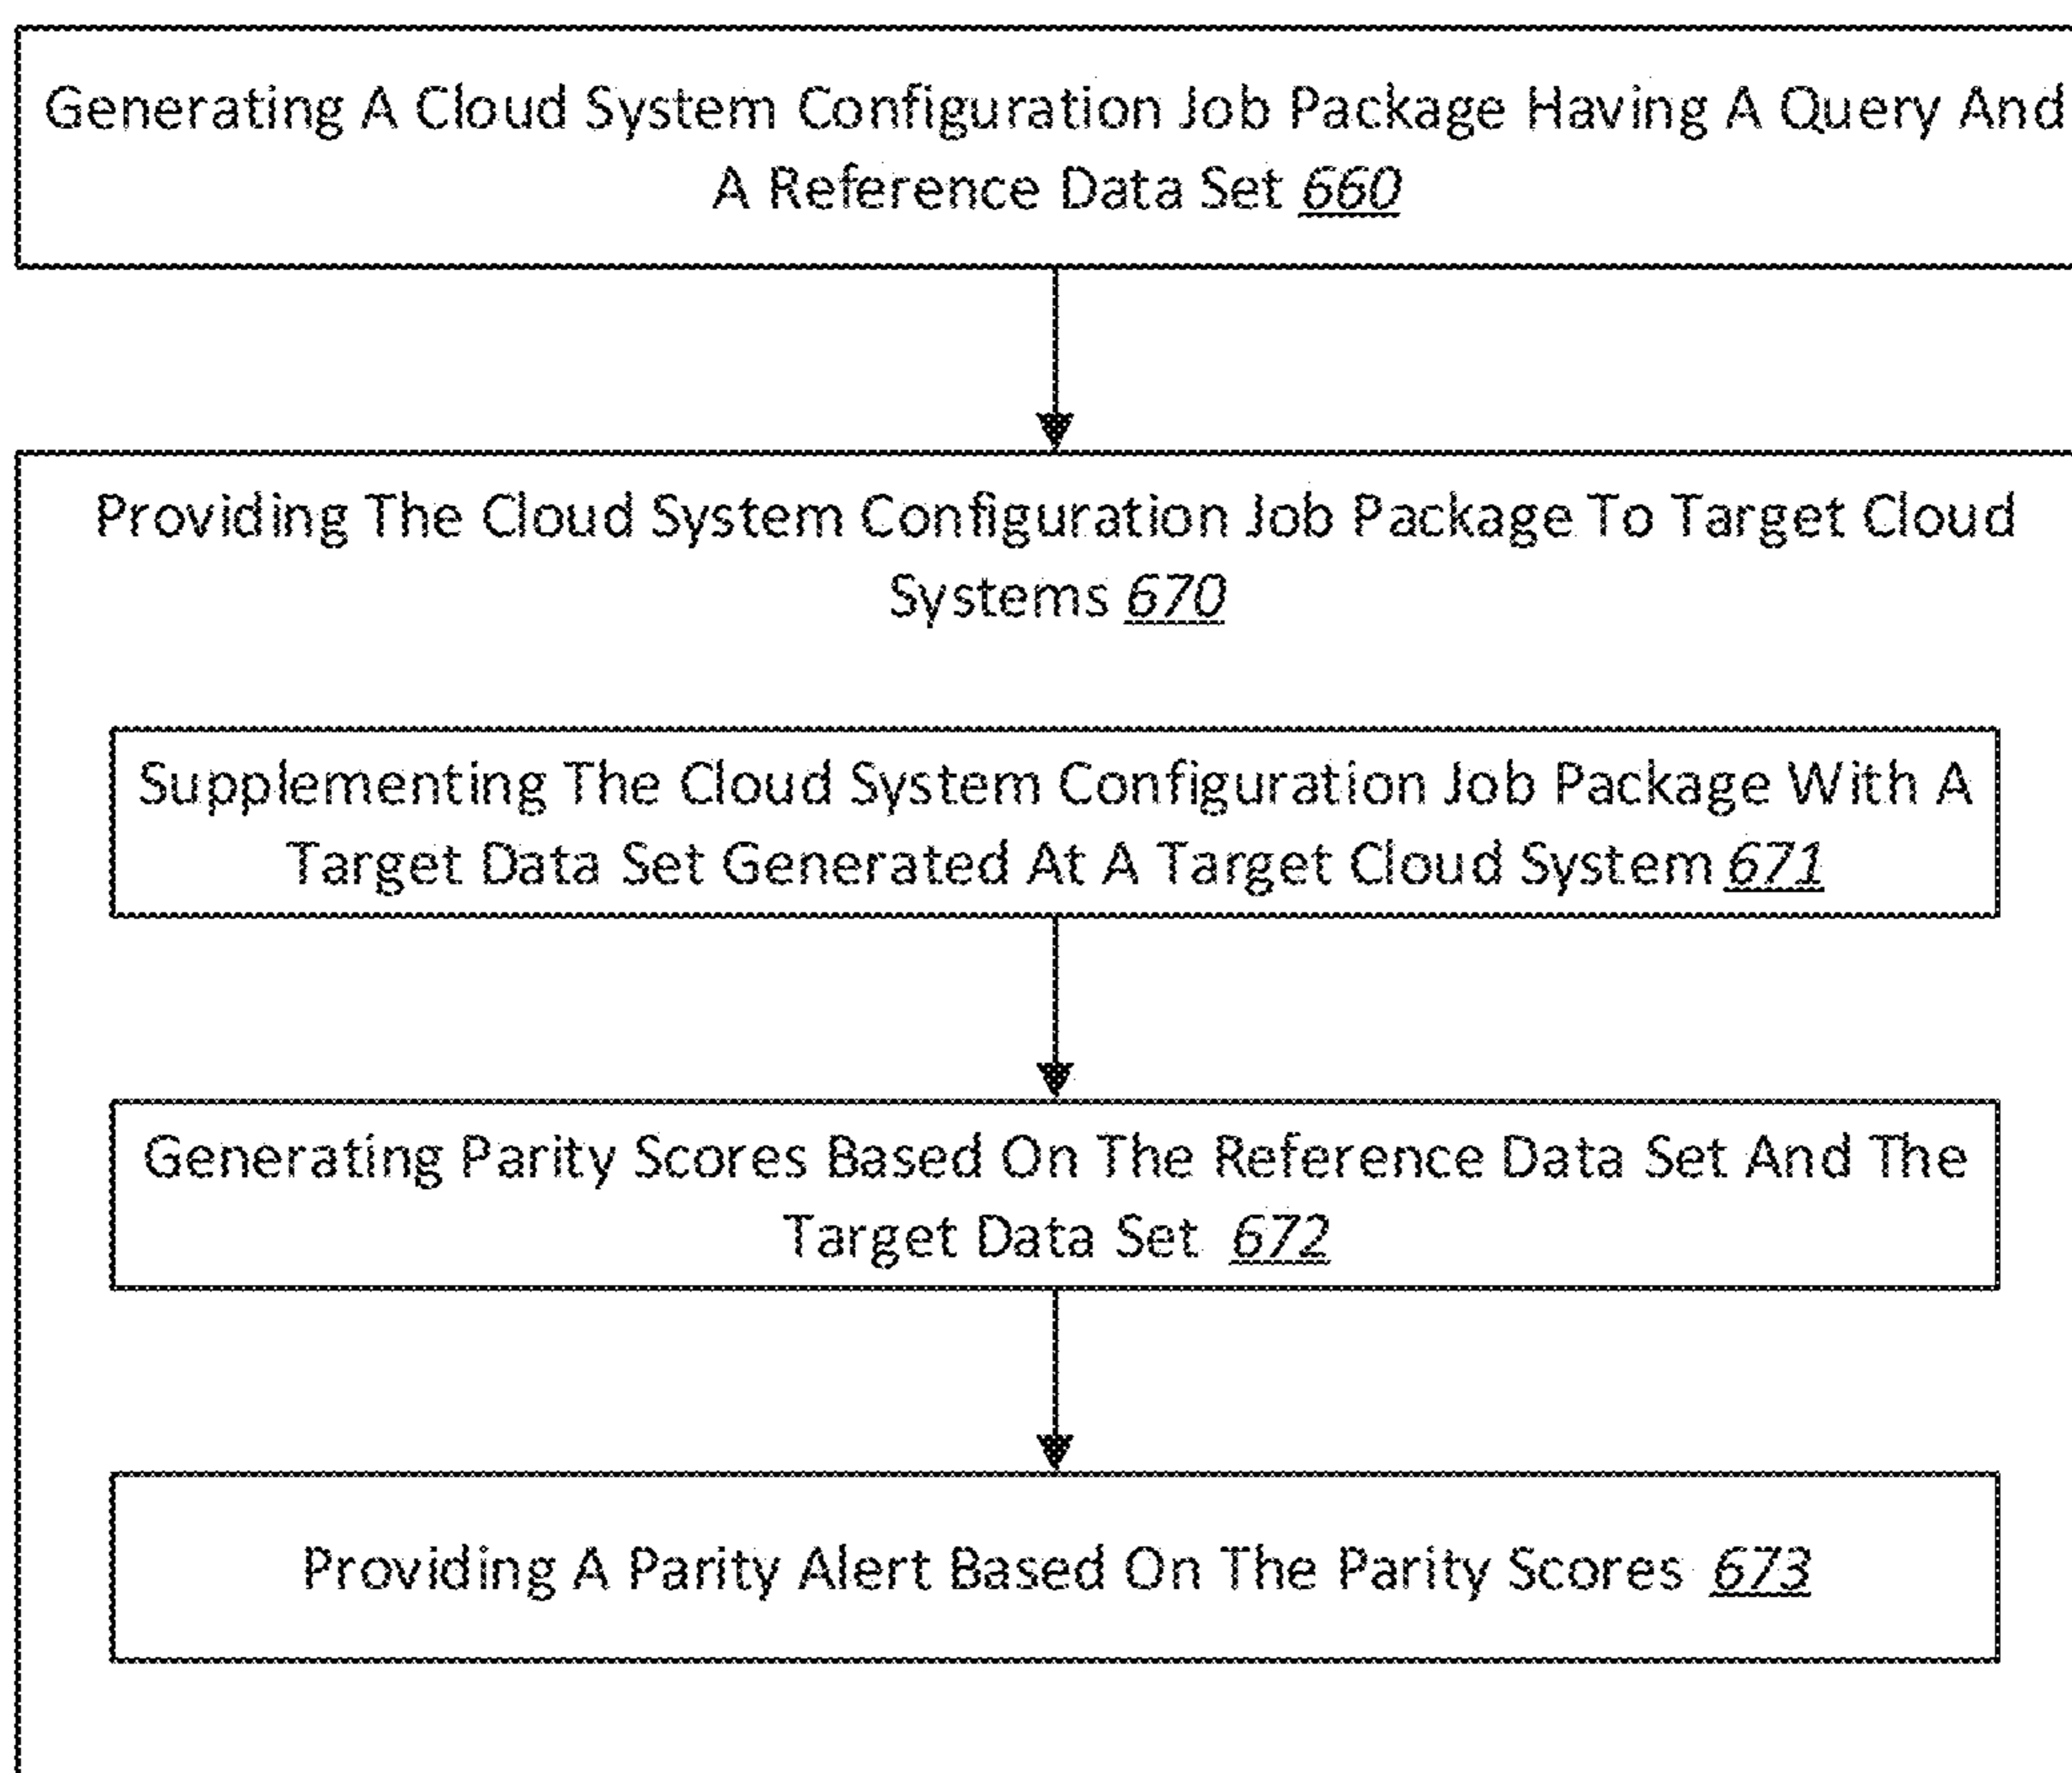 Generating A Cloud System Configuration Job Package Having A Query And
A Reference Data Set 660
Providing The Cloud System Configuration Job Package To Target Cloud
Systems 670
Supplementing The Cloud System Configuration Job Package With A
Target Data Set Generated At A Target Cloud System 671
Generating Parity Scores Based On The Reference Data Set And The
Target Data Set 672
Providing A Parity Alert Based On The Parity Scores 673